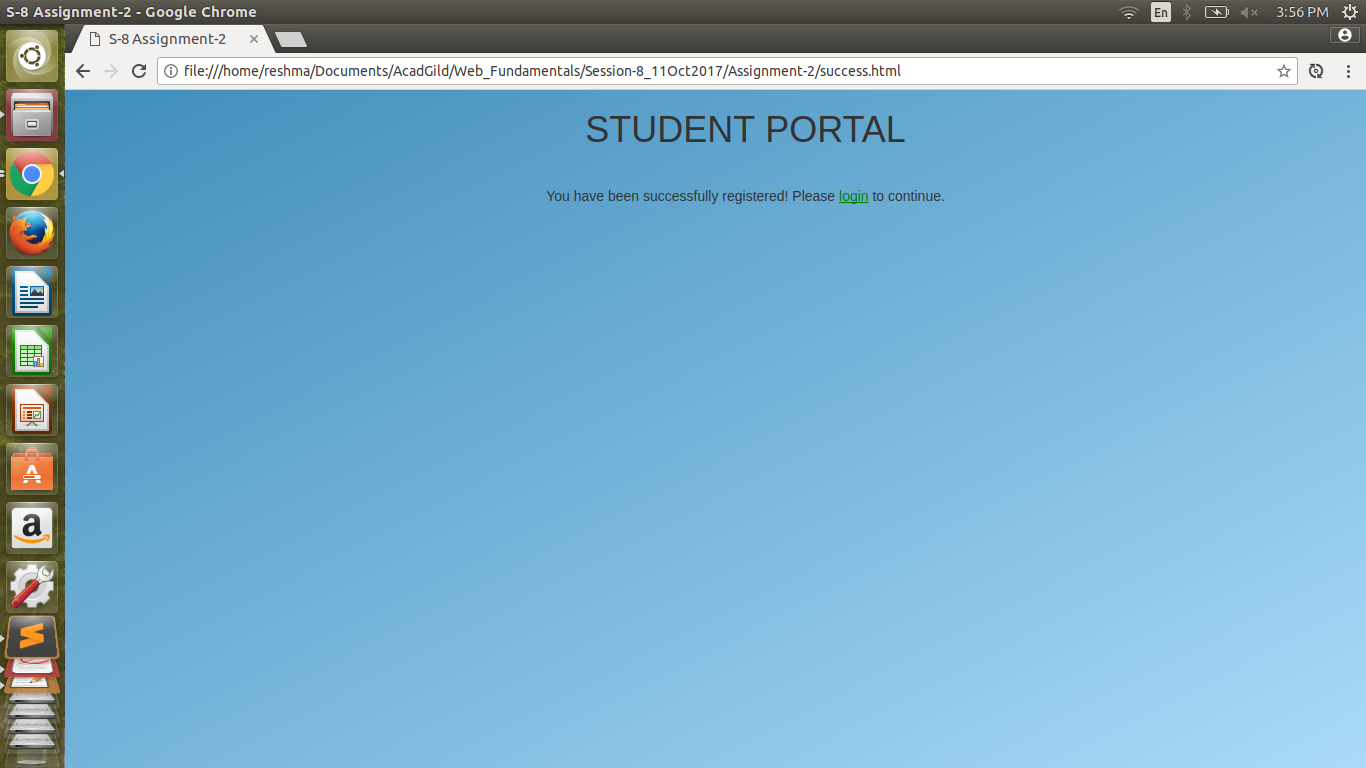 S-8 Assignment-2 - Google Chrome
En
3:56 PM
S-8 Assignment-2
file:///home/reshma/Documents/AcadGild/Web_Fundamentals/Session-8_11Oct2017/Assignment-2/success.html
STUDENT PORTAL
You have been successfully registered! Please login to continue.